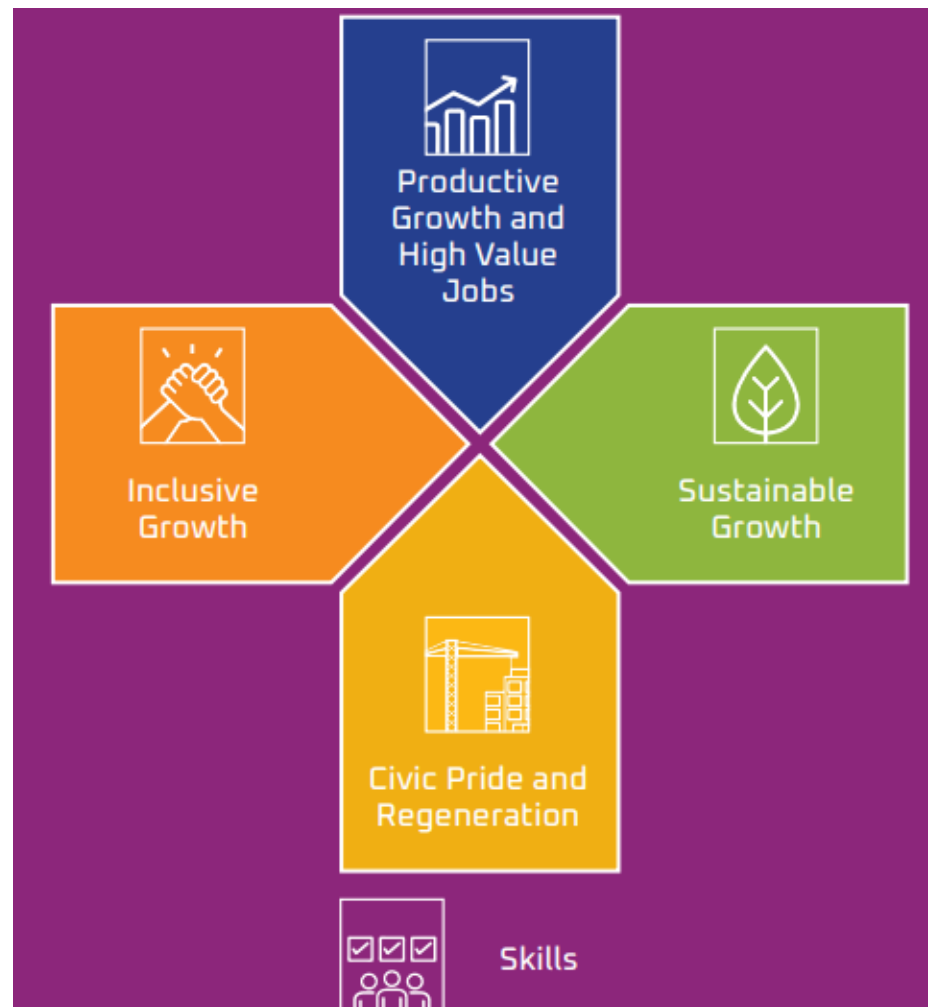 Productive
Growth and
High Value
Jobs
Inclusive
Growth
Sustainable
Growth
Civic Pride and
Regeneration
Skills